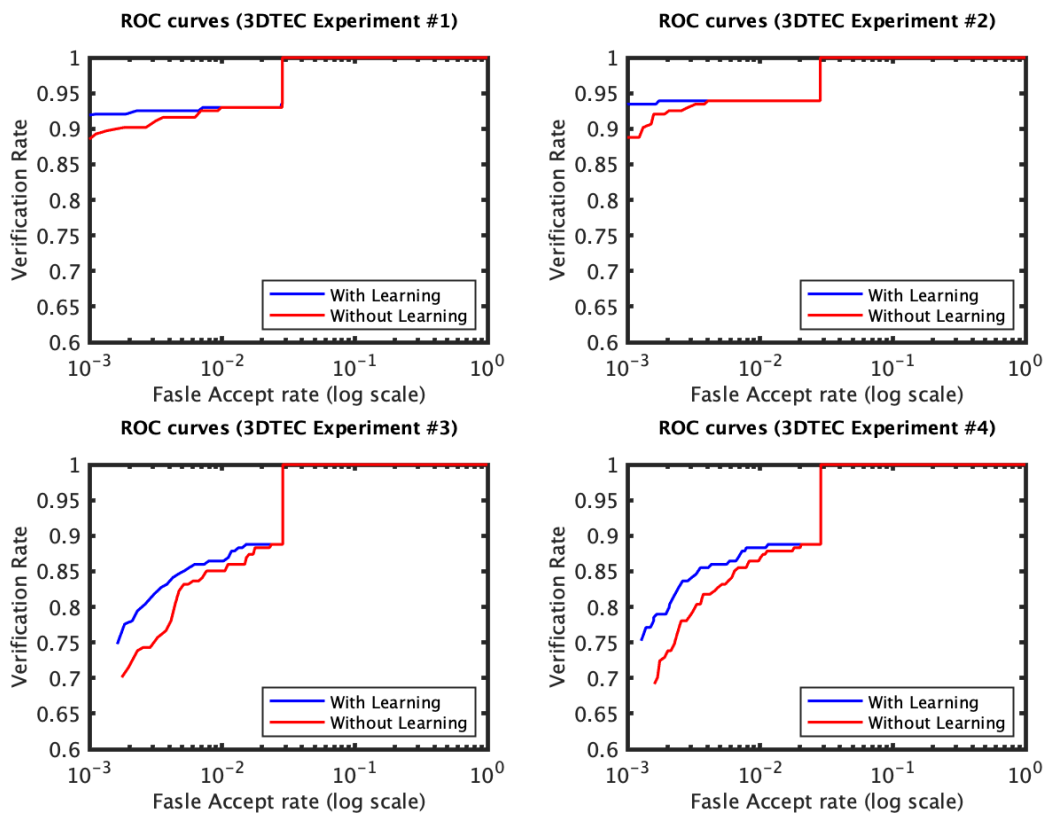 ROC curves (3DTEC Experiment #1)
1
0.95
0.9
0.85
0.8
0.75
0.7
0.65
0.6
Verification Rate
With Learning
Without Learning
10⁻³
10⁻²
10⁻¹
10⁰
Fasle Accept rate (log scale)
ROC curves (3DTEC Experiment #2)
1
0.95
0.9
0.85
0.8
0.75
0.7
0.65
0.6
Verification Rate
With Learning
Without Learning
10⁻³
10⁻²
10⁻¹
10⁰
Fasle Accept rate (log scale)
ROC curves (3DTEC Experiment #3)
1
0.95
0.9
0.85
0.8
0.75
0.7
0.65
0.6
Verification Rate
With Learning
Without Learning
10⁻³
10⁻²
10⁻¹
10⁰
Fasle Accept rate (log scale)
ROC curves (3DTEC Experiment #4)
1
0.95
0.9
0.85
0.8
0.75
0.7
0.65
0.6
Verification Rate
With Learning
Without Learning
10⁻³
10⁻²
10⁻¹
10⁰
Fasle Accept rate (log scale)